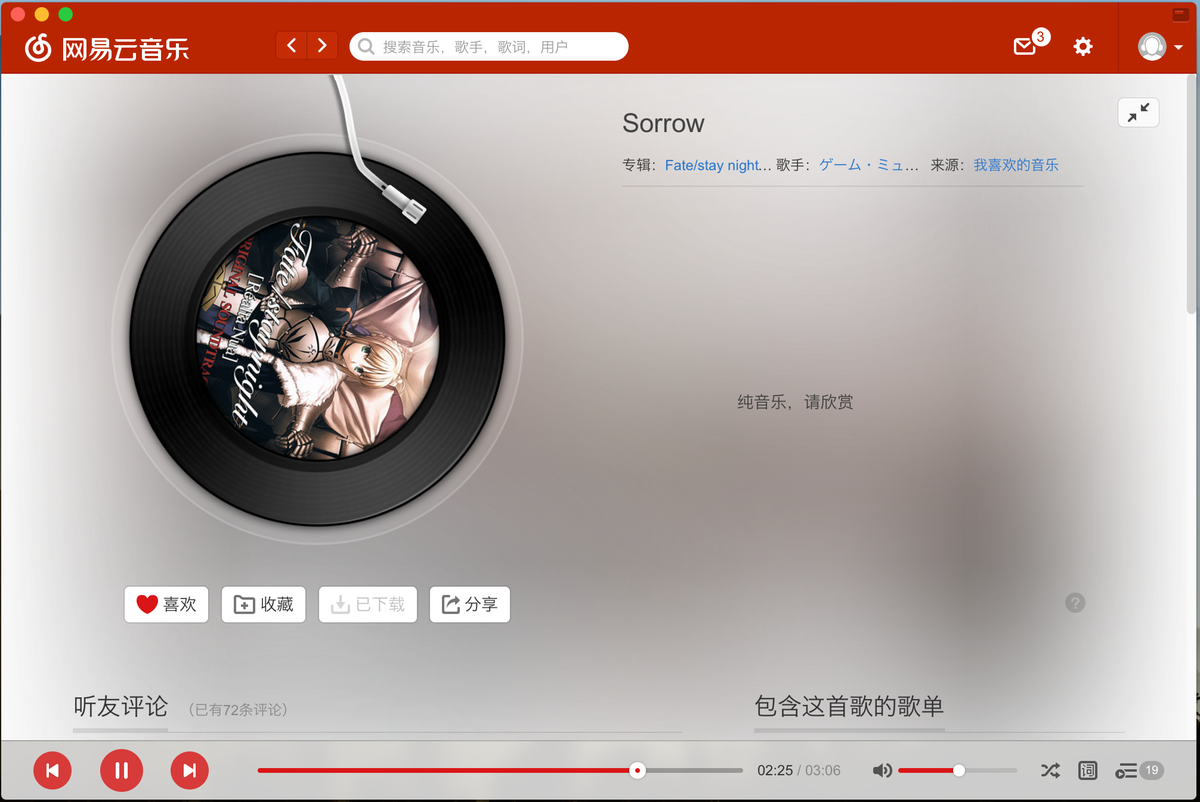 网易云音乐
搜索音乐，歌手，歌词，用户
3
Sorrow
专辑：Fate/stay night… 歌手：ゲーム・ミュ… 来源：我喜欢的音乐
Fate/stay night
[Réalta Nua]
RIGINAL SOUNDTRA
纯音乐，请欣赏
喜欢
收藏
已下载
分享
?
听友评论 （已有72条评论）
包含这首歌的歌单
02:25 / 03:06
词
19